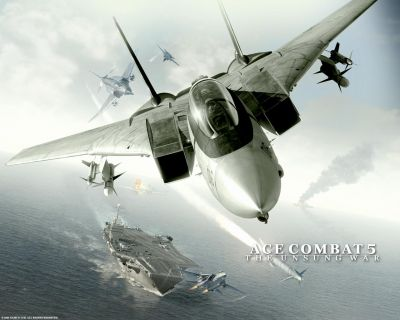 ACE COMBAT 5
THE UNSUNG WAR